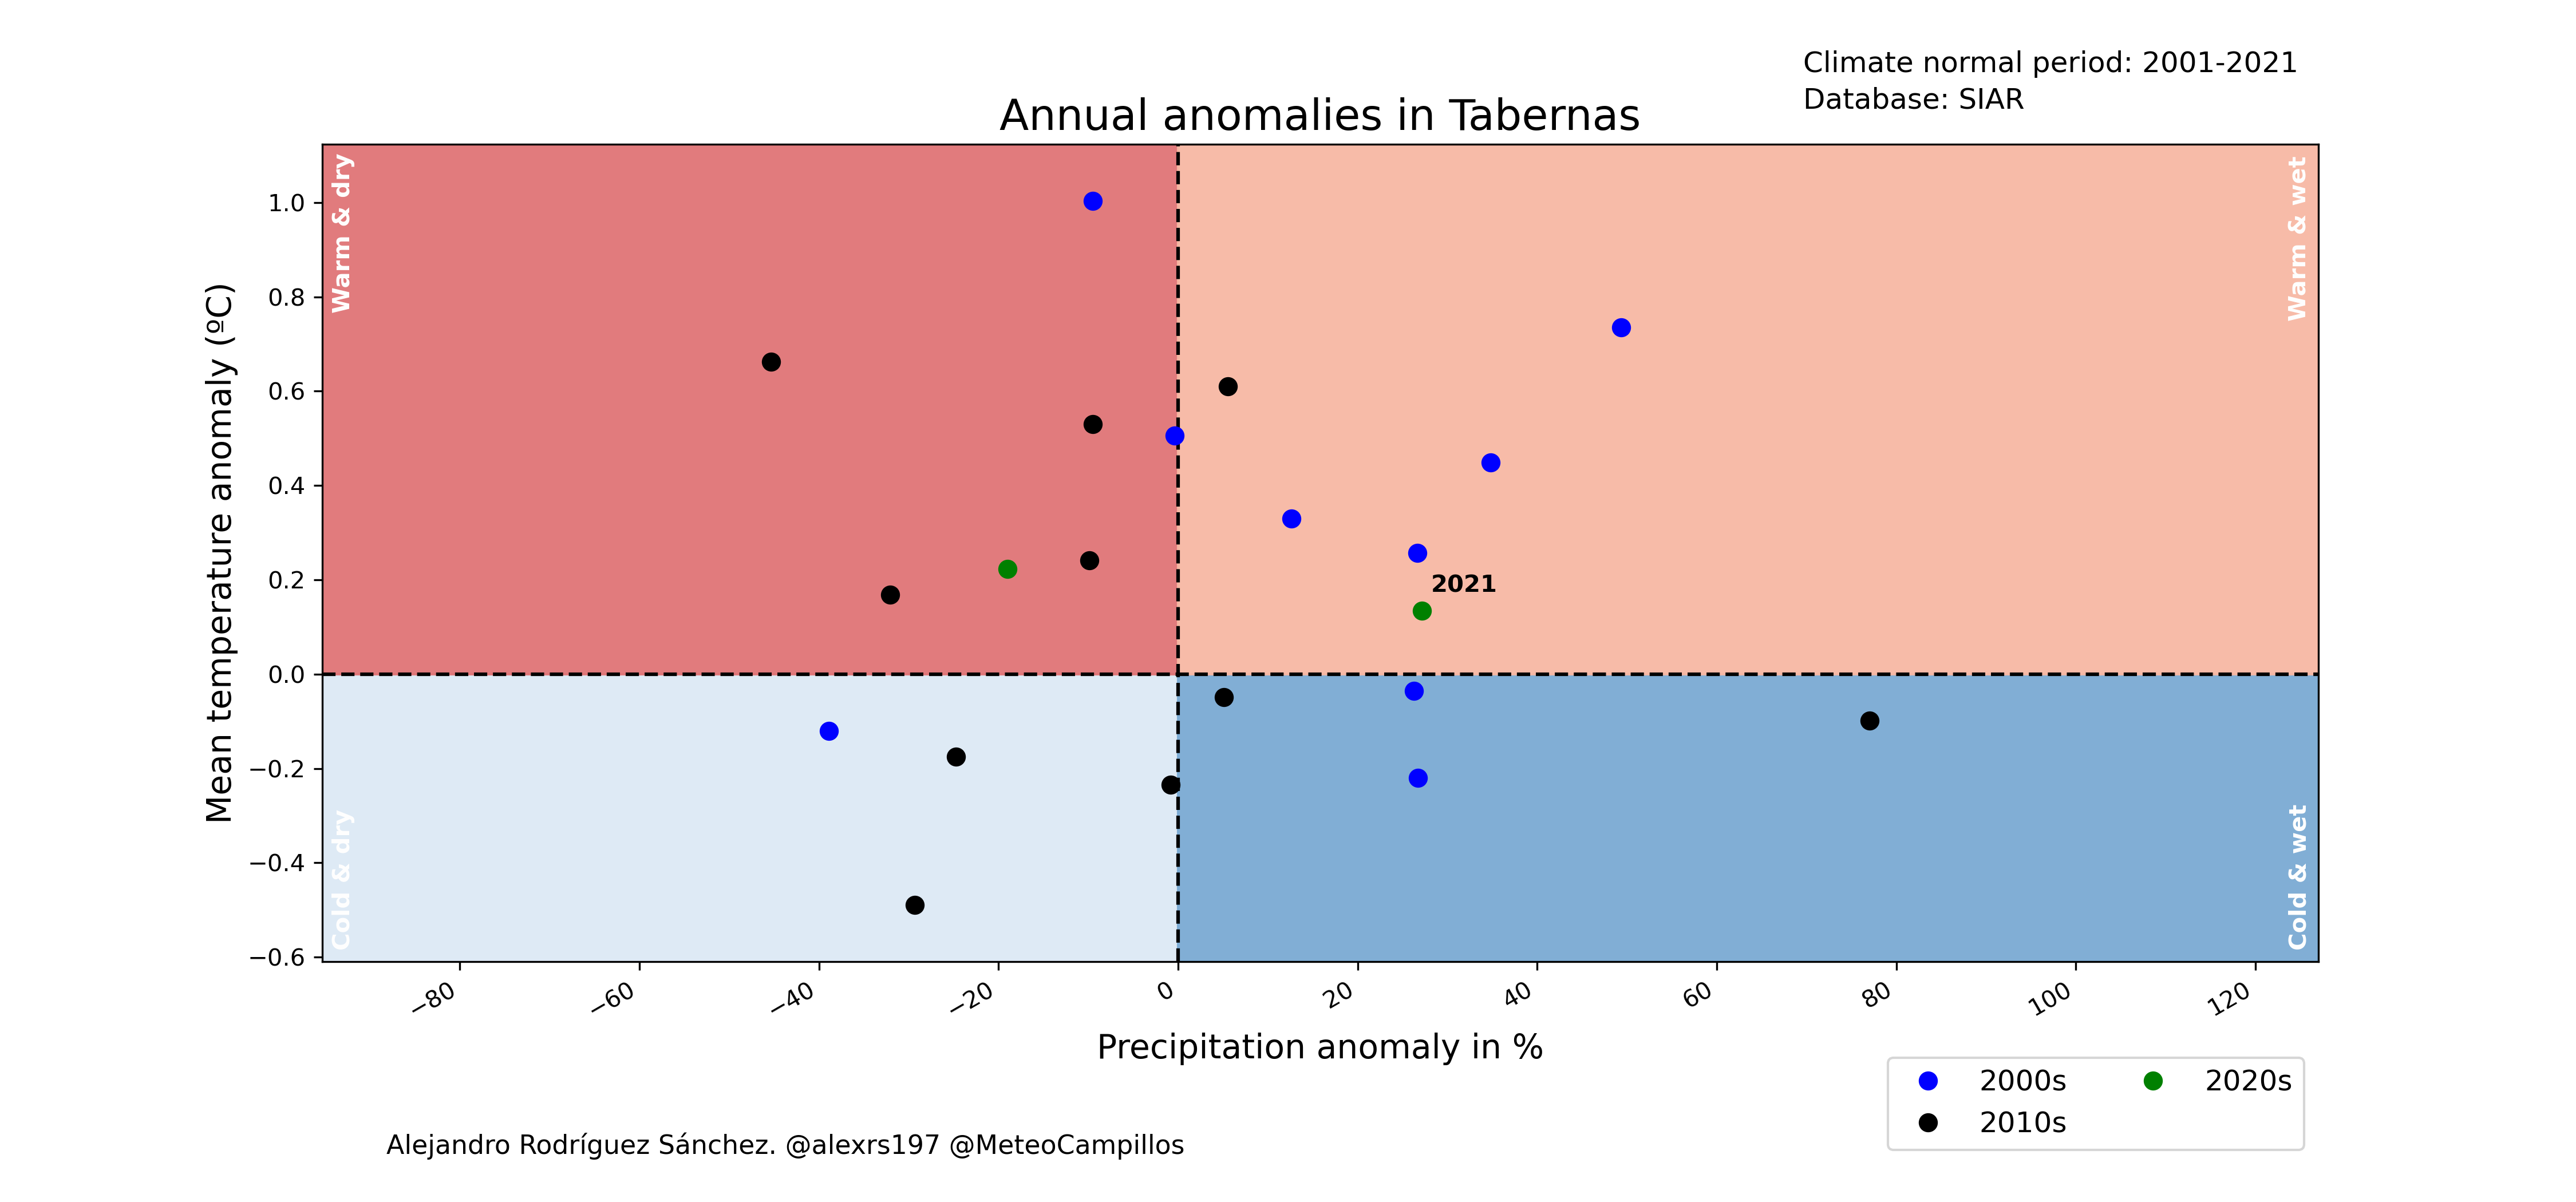 Climate normal period: 2001-2021
Database: SIAR
Annual anomalies in Tabernas
Warm & dry
Warm & wet
Cold & dry
Cold & wet
Mean temperature anomaly (ºC)
1.0
0.8
0.6
0.4
0.2
0.0
−0.2
−0.4
−0.6
2021
−80
−60
−40
−20
0
20
40
60
80
100
120
Precipitation anomaly in %
2000s
2010s
2020s
Alejandro Rodríguez Sánchez. @alexrs197 @MeteoCampillos